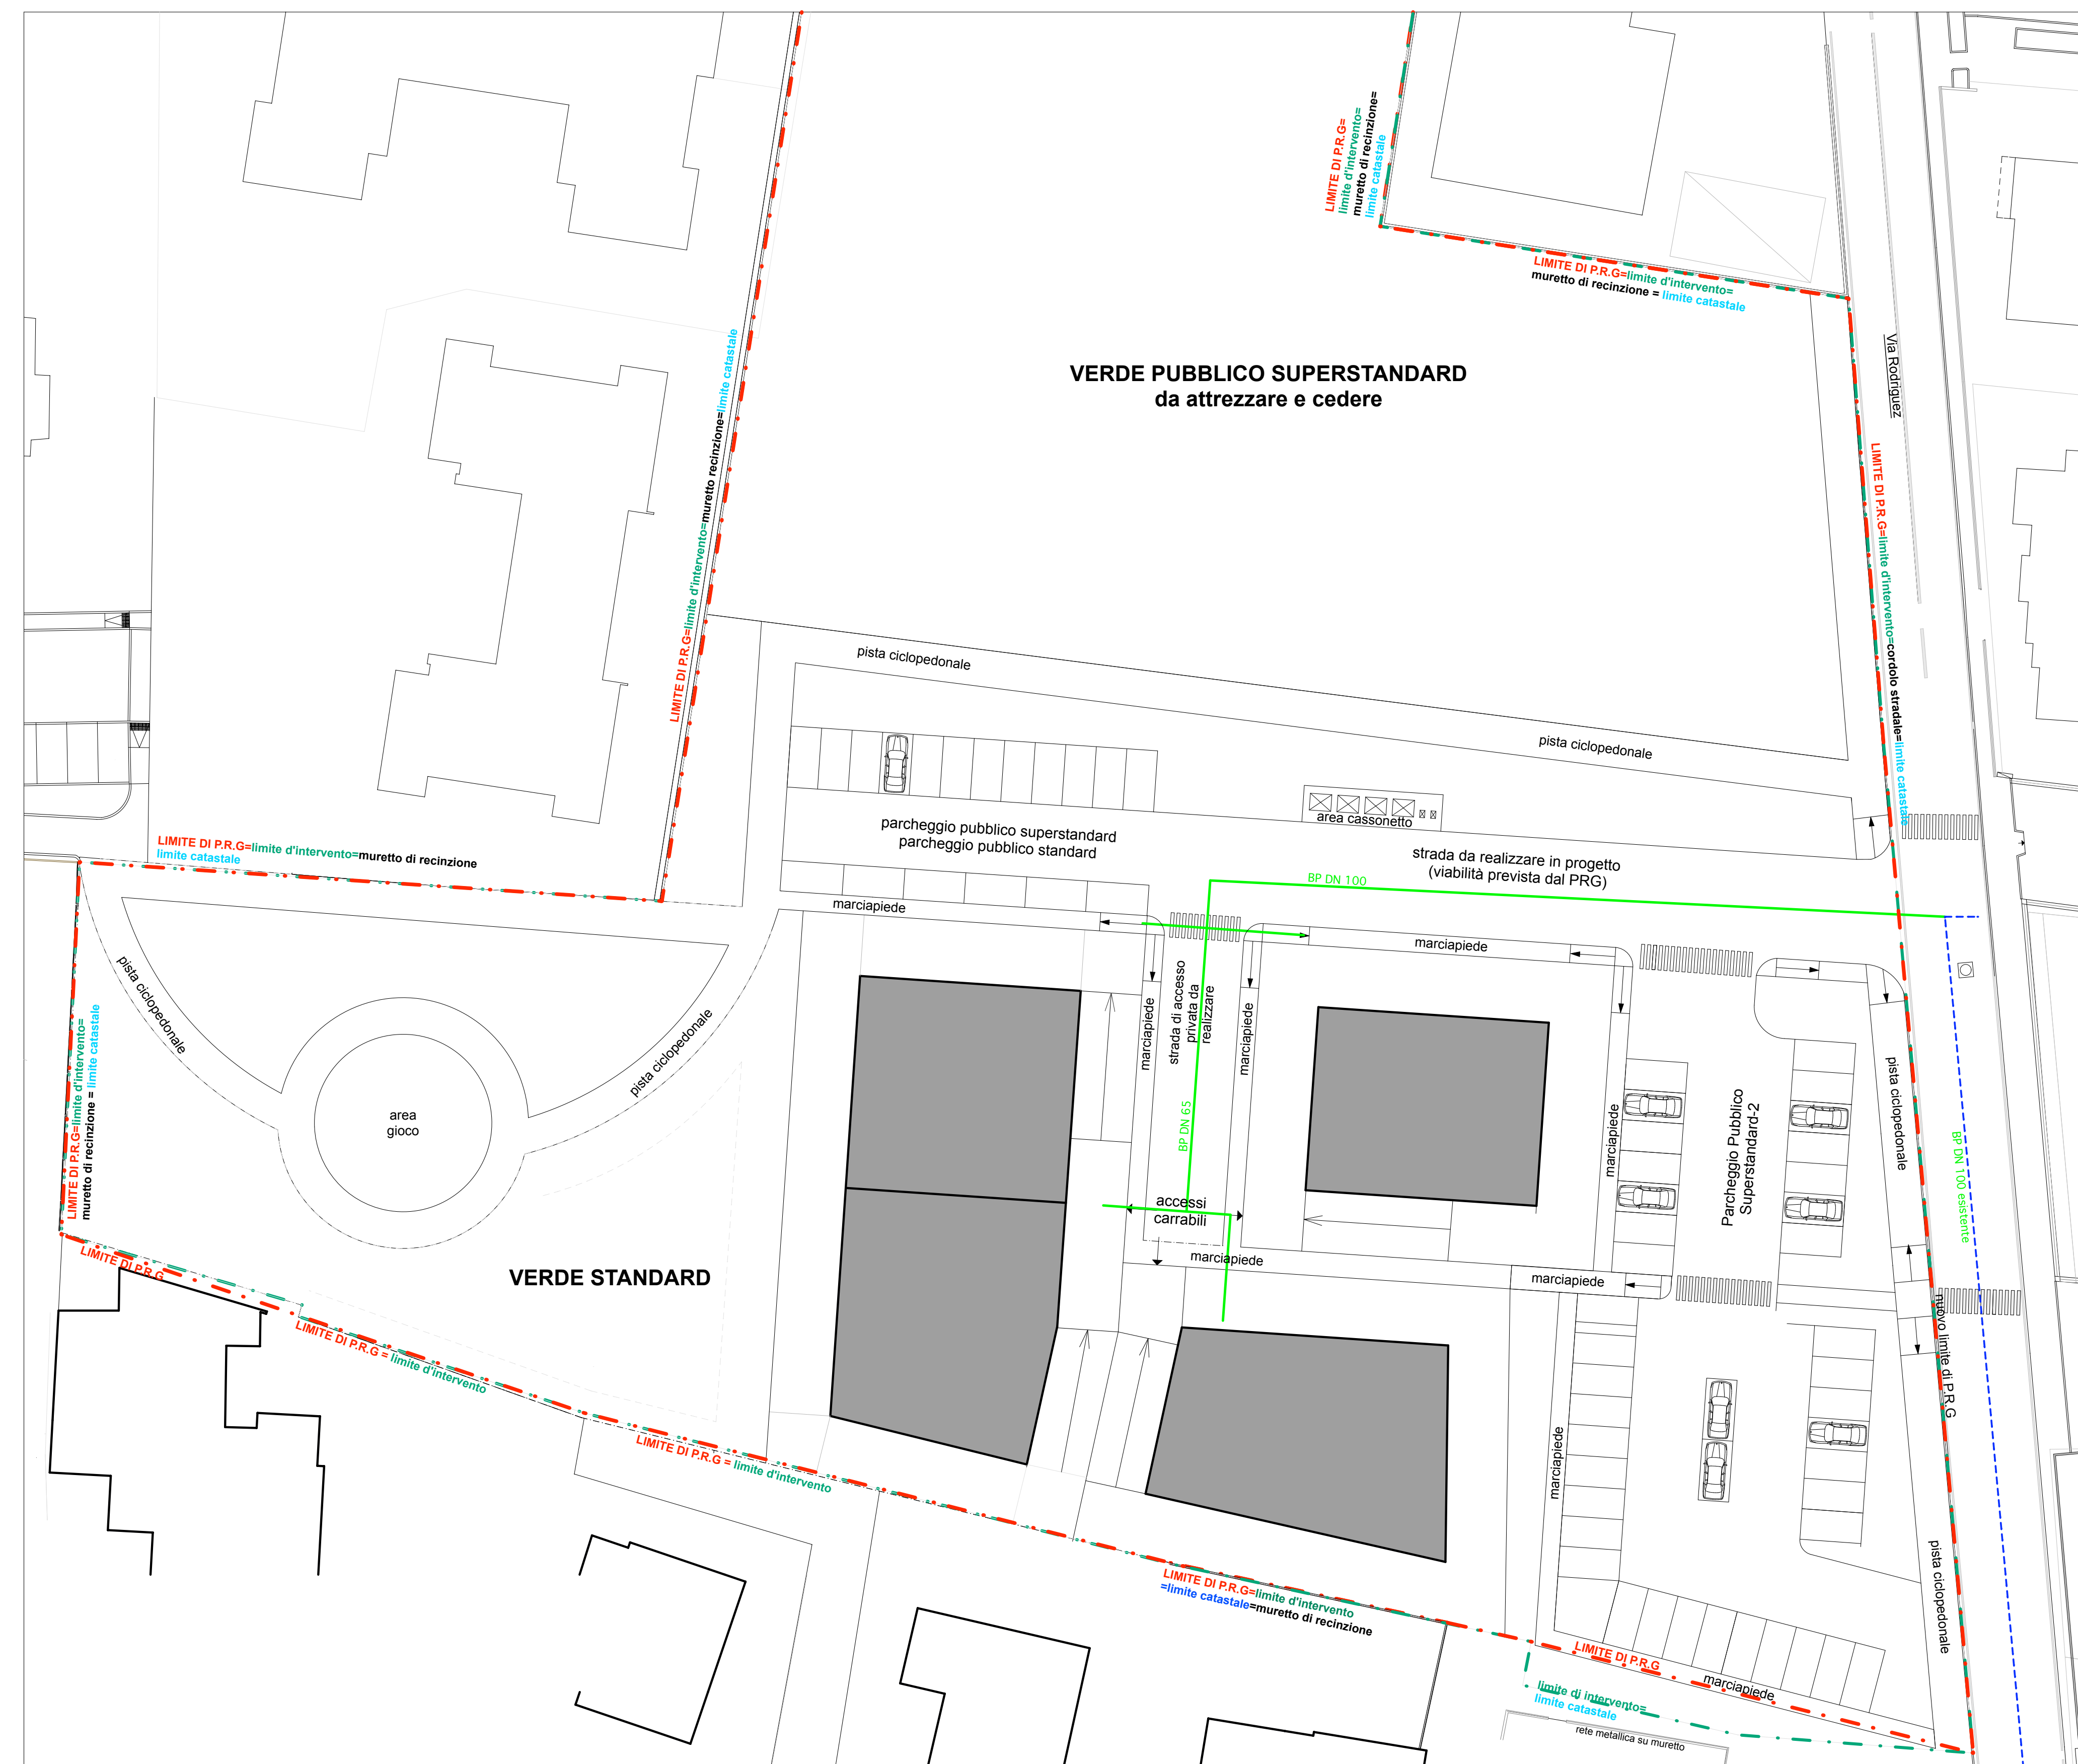 LIMITE DI P.R.G=
limite d'intervento=
muretto di recinzione=
limite catastale
LIMITE DI P.R.G=limite d'intervento=
muretto di recinzione = limite catastale
Via Rodriguez
VERDE PUBBLICO SUPERSTANDARD
da attrezzare e cedere
LIMITE DI P.R.G=limite d'intervento=muretto recinzione=limite catastale
LIMITE DI P.R.G=limite d'intervento=cordolo stradale=limite catastale
pista ciclopedonale
pista ciclopedonale
area cassonetto
parcheggio pubblico superstandard
parcheggio pubblico standard
strada da realizzare in progetto
(viabilità prevista dal PRG)
LIMITE DI P.R.G=limite d'intervento=muretto di recinzione
limite catastale
BP DN 100
marciapiede
marciapiede
pista ciclopedonale
pista ciclopedonale
strada di accesso
privata da
realizzare
marciapiede
marciapiede
marciapiede
LIMITE DI P.R.G=limite d'intervento=
muretto di recinzione = limite catastale
area
gioco
BP DN 65
Parcheggio Pubblico
Superstandard-2
pista ciclopedonale
BP DN 100 esistente
accessi
carrabili
marciapiede
marciapiede
LIMITE DI P.R.G
VERDE STANDARD
nuovo limite di P.R.G
LIMITE DI P.R.G = limite d'intervento
LIMITE DI P.R.G = limite d'intervento
marciapiede
pista ciclopedonale
LIMITE DI P.R.G=limite d'intervento
=limite catastale=muretto di recinzione
LIMITE DI P.R.G
marciapiede
limite di intervento=
limite catastale
rete metallica su muretto